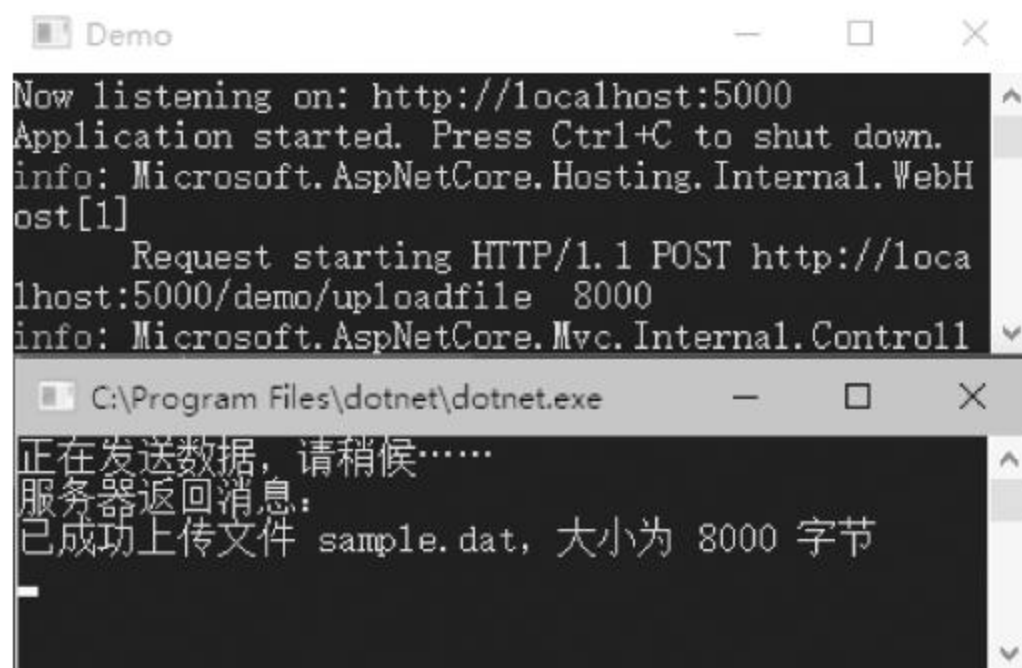 Demo
Now listening on: http://localhost:5000
Application started. Press Ctrl+C to shut down.
info: Microsoft.AspNetCore.Hosting.Internal.WebH
ost[1]
Request starting HTTP/1.1 POST http://loca
lhost:5000/demo/uploadfile 8000
info: Microsoft.AspNetCore.Mvc.Internal.Controll
C:\Program Files\dotnet\dotnet.exe
正在发送数据，请稍候……
服务器返回消息：
已成功上传文件 sample.dat，大小为 8000 字节